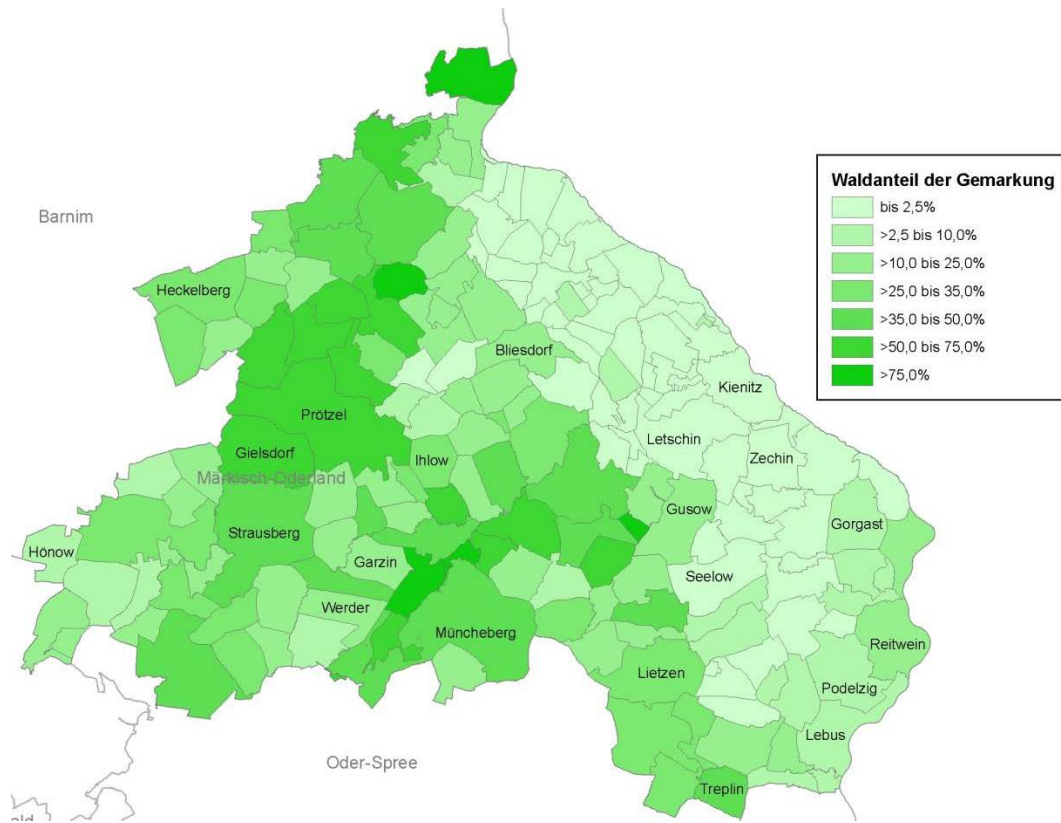 Waldanteil der Gemarkung
bis 2,5%
>2,5 bis 10,0%
>10,0 bis 25,0%
>25,0 bis 35,0%
>35,0 bis 50,0%
>50,0 bis 75,0%
>75,0%
Barnim
Heckelberg
Bliesdorf
Kienitz
Prötzel
Letschin
Gielsdorf
Ihlow
Zechin
Märkisch-Oderland
Gusow
Strausberg
Gorgast
Hönow
Garzin
Seelow
Werder
Müncheberg
Reitwein
Lietzen
Podelzig
Lebus
Oder-Spree
Treplin
ald